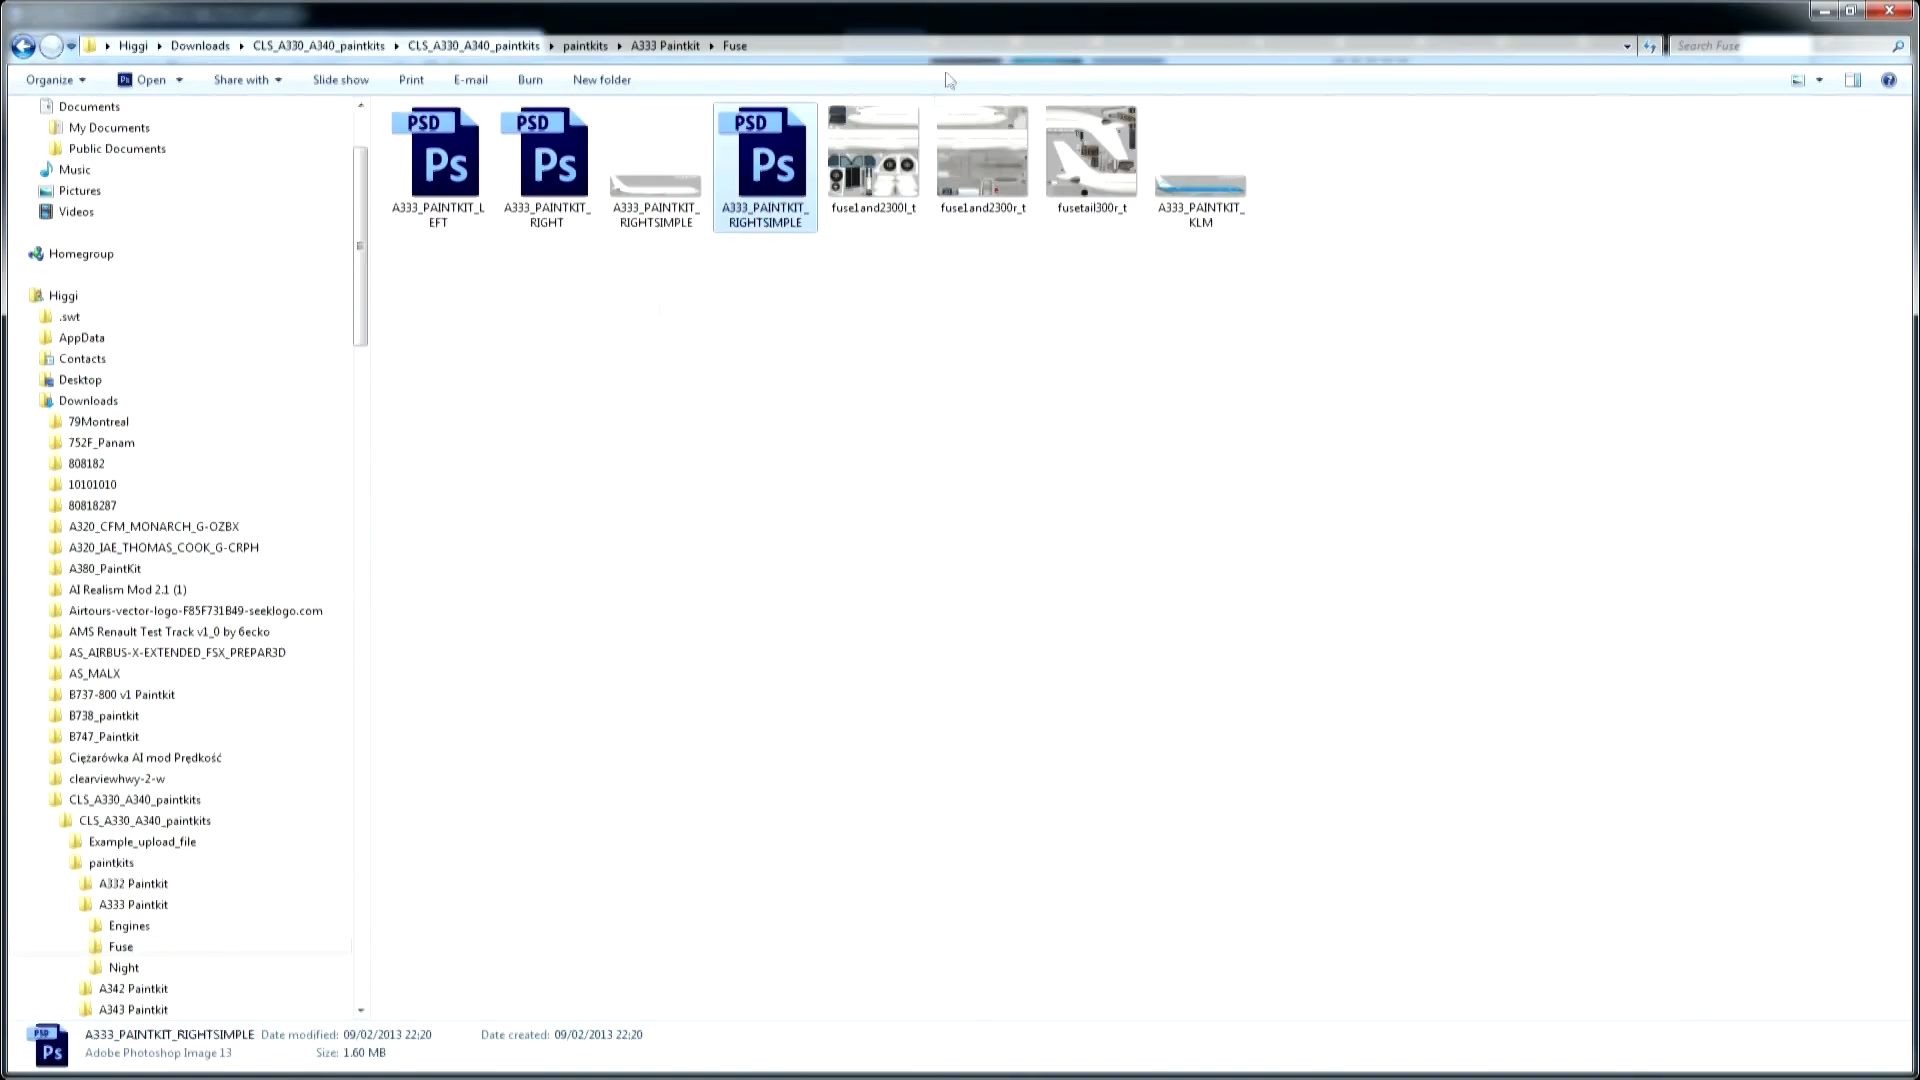 Higgi Downloads CLS_A330_A340_paintkits CLS_A330_A340_paintkits paintkits A333 Paintkit Fuse
Search Fuse
Organize Open Share with Slide show Print E-mail Burn New folder
Documents
My Documents
Public Documents
Music
Pictures
Videos
Homegroup
Higgi
.swt
AppData
Contacts
Desktop
Downloads
79Montreal
752F_Panam
808182
10101010
80818287
A320_CFM_MONARCH_G-OZBX
A320_IAE_THOMAS_COOK_G-CRPH
A380_PaintKit
AI Realism Mod 2.1 (1)
Airtours-vector-logo-F85F731B49-seeklogo.com
AMS Renault Test Track v1_0 by 6ecko
AS_AIRBUS-X-EXTENDED_FSX_PREPAR3D
AS_MALX
B737-800 v1 Paintkit
B738_paintkit
B747_Paintkit
Ciężarówka AI mod Prędkość
clearviewhwy-2-w
CLS_A330_A340_paintkits
CLS_A330_A340_paintkits
Example_upload_file
paintkits
A332 Paintkit
A333 Paintkit
Engines
Fuse
Night
A342 Paintkit
A343 Paintkit
PSD
Ps
A333_PAINTKIT_L
EFT
PSD
Ps
A333_PAINTKIT_
RIGHT
A333_PAINTKIT_
RIGHTSIMPLE
PSD
Ps
A333_PAINTKIT_
RIGHTSIMPLE
fuse1and2300l_t
fuse1and2300r_t
fusetail300r_t
A333_PAINTKIT_
KLM
PSD
Ps
A333_PAINTKIT_RIGHTSIMPLE Date modified: 09/02/2013 22:20 Date created: 09/02/2013 22:20
Adobe Photoshop Image 13 Size: 1.60 MB